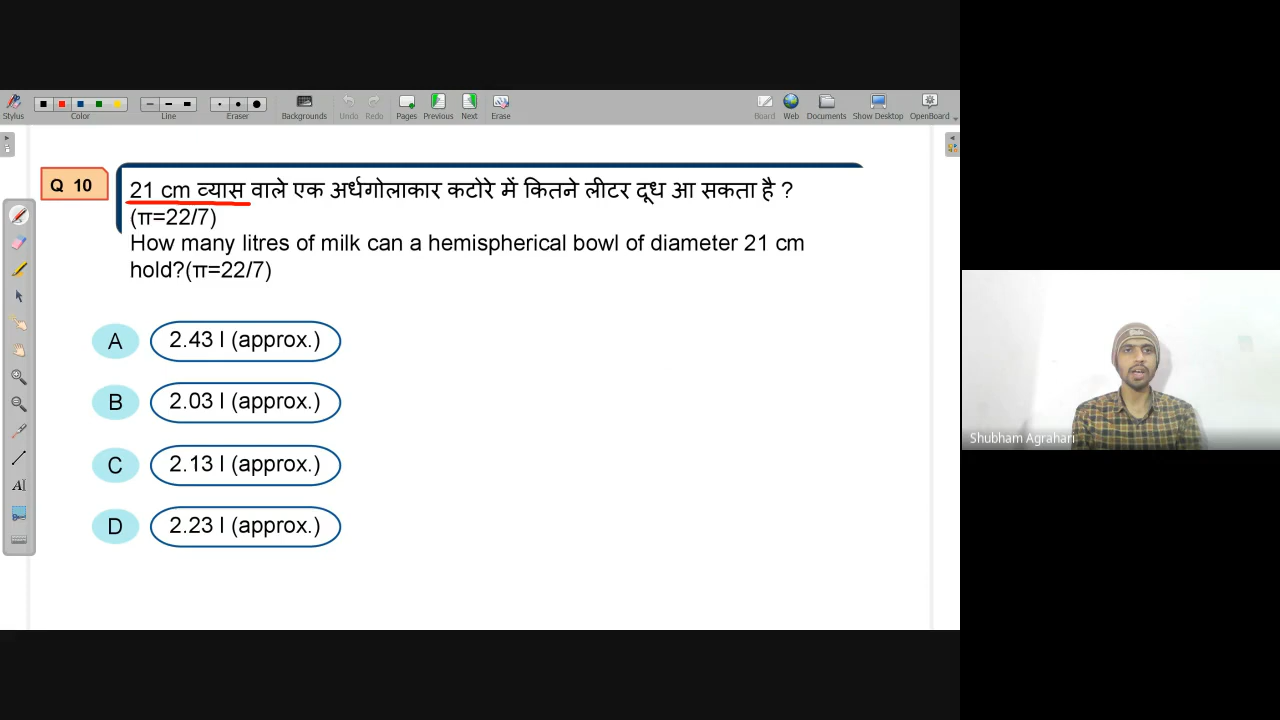 Stylus
Color
Line
Eraser
Backgrounds
Undo
Redo
Pages
Previous
Next
Erase
Board
Web
Documents
Show Desktop
OpenBoard
Q 10
21 cm व्यास वाले एक अर्धगोलाकार कटोरे में कितने लीटर दूध आ सकता है ?
(π=22/7)
How many litres of milk can a hemispherical bowl of diameter 21 cm
hold?(π=22/7)
A 2.43 l (approx.)
B 2.03 l (approx.)
C 2.13 l (approx.)
D 2.23 l (approx.)
Shubham Agrahari